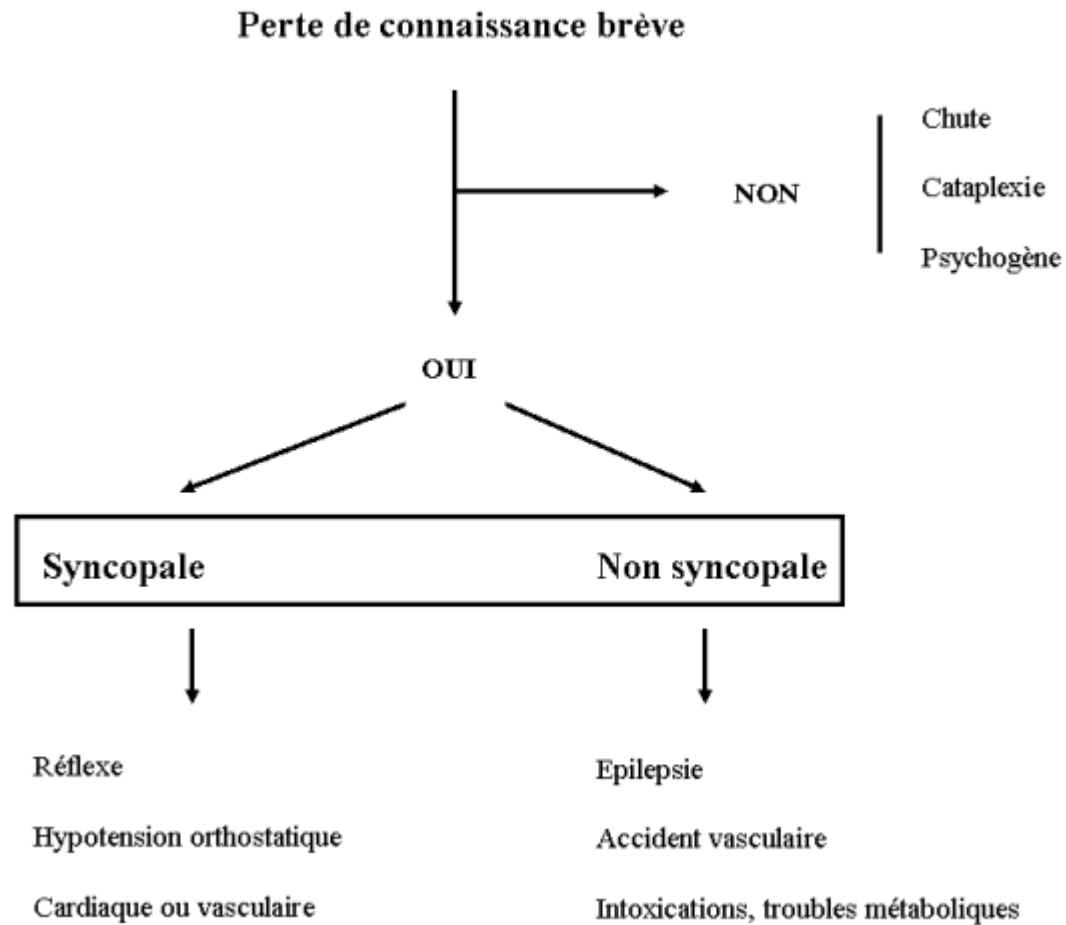 Perte de connaissance brève
Chute
NON
Cataplexie
Psychogène
OUI
Syncopale
Non syncopale
Réflexe
Epilepsie
Hypotension orthostatique
Accident vasculaire
Cardiaque ou vasculaire
Intoxications, troubles métaboliques